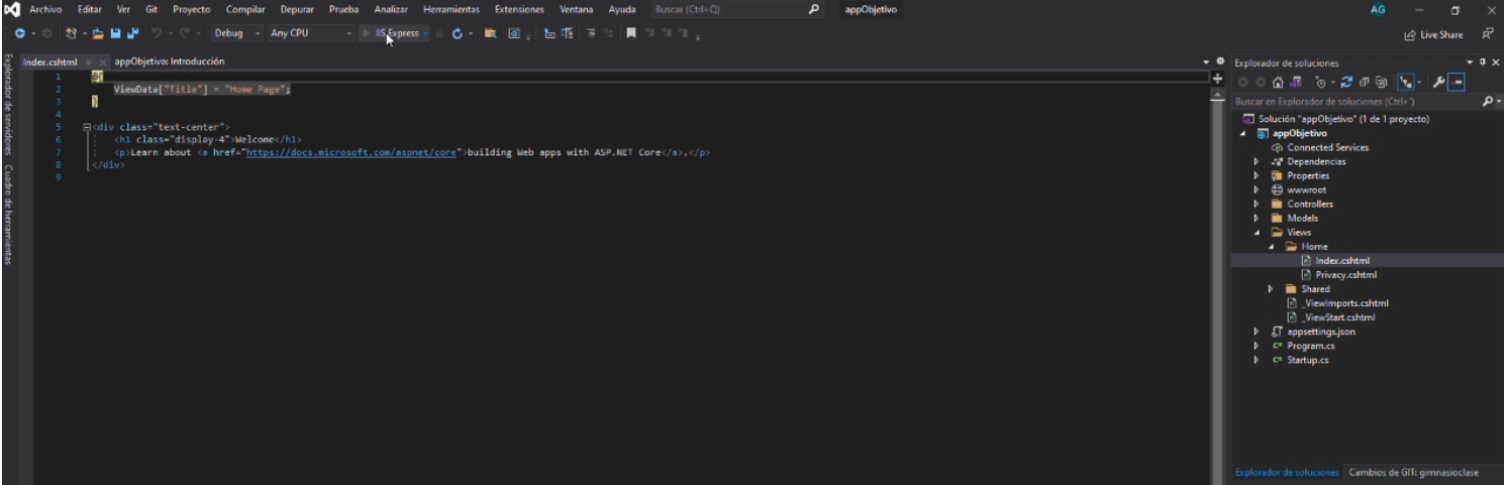 Archivo Editar Ver Git Proyecto Compilar Depurar Prueba Analizar Herramientas Extensiones Ventana Ayuda Buscar (Ctrl+Q) appObjetivo AG
Debug Any CPU IIS Express Live Share
Explorador de servidores
Cuadro de herramientas
Index.cshtml appObjetivo: Introducción
1 @{
2 ViewData["Title"] = "Home Page";
3 }
4
5 <div class="text-center">
6 <h1 class="display-4">Welcome</h1>
7 <p>Learn about <a href="https://docs.microsoft.com/aspnet/core">building Web apps with ASP.NET Core</a>.</p>
8 </div>
9
Explorador de soluciones
Buscar en Explorador de soluciones (Ctrl+´)
Solución "appObjetivo" (1 de 1 proyecto)
appObjetivo
Connected Services
Dependencias
Properties
wwwroot
Controllers
Models
Views
Home
Index.cshtml
Privacy.cshtml
Shared
_ViewImports.cshtml
_ViewStart.cshtml
appsettings.json
C# Program.cs
C# Startup.cs
Explorador de soluciones Cambios de GIT: gimnasioclase